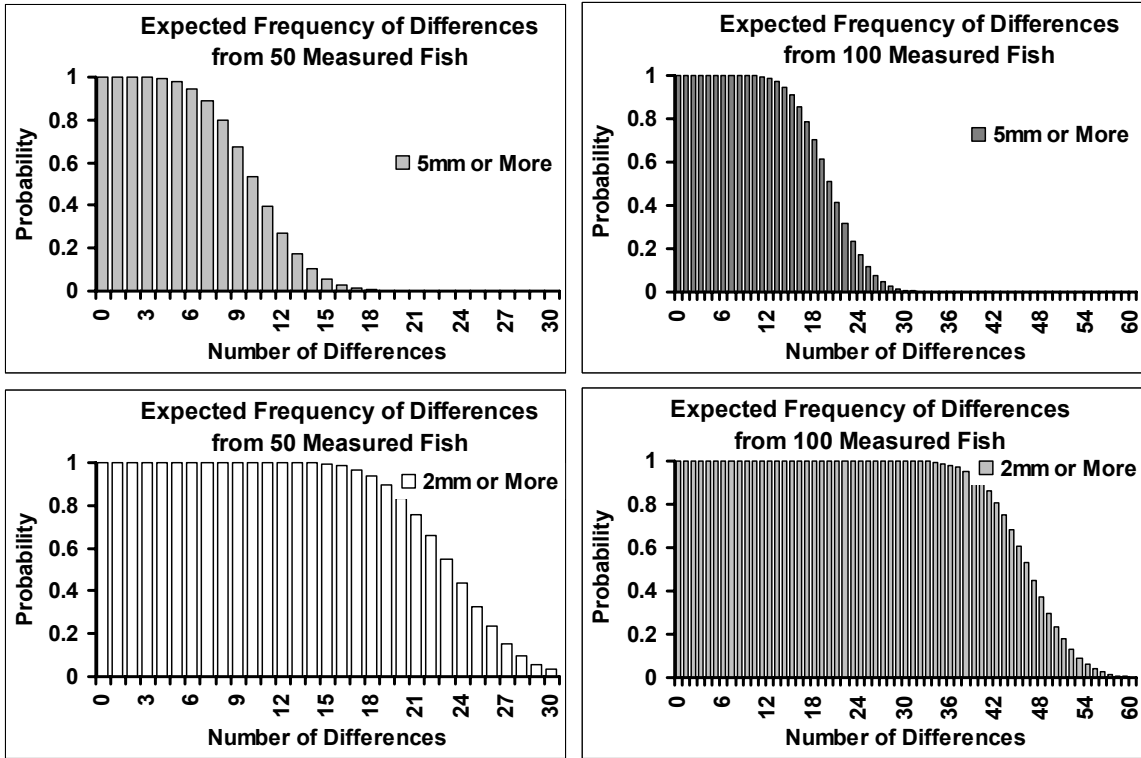 Expected Frequency of Differences
from 50 Measured Fish
1
0.8
0.6
0.4
0.2
0
Probability
5mm or More
0 3 6 9 12 15 18 21 24 27 30
Number of Differences
Expected Frequency of Differences
from 100 Measured Fish
1
0.8
0.6
0.4
0.2
0
Probability
5mm or More
0 6 12 18 24 30 36 42 48 54 60
Number of Differences
Expected Frequency of Differences
from 50 Measured Fish
1
0.8
0.6
0.4
0.2
0
Probability
2mm or More
0 3 6 9 12 15 18 21 24 27 30
Number of Differences
Expected Frequency of Differences
from 100 Measured Fish
1
0.8
0.6
0.4
0.2
0
Probability
2mm or More
0 6 12 18 24 30 36 42 48 54 60
Number of Differences